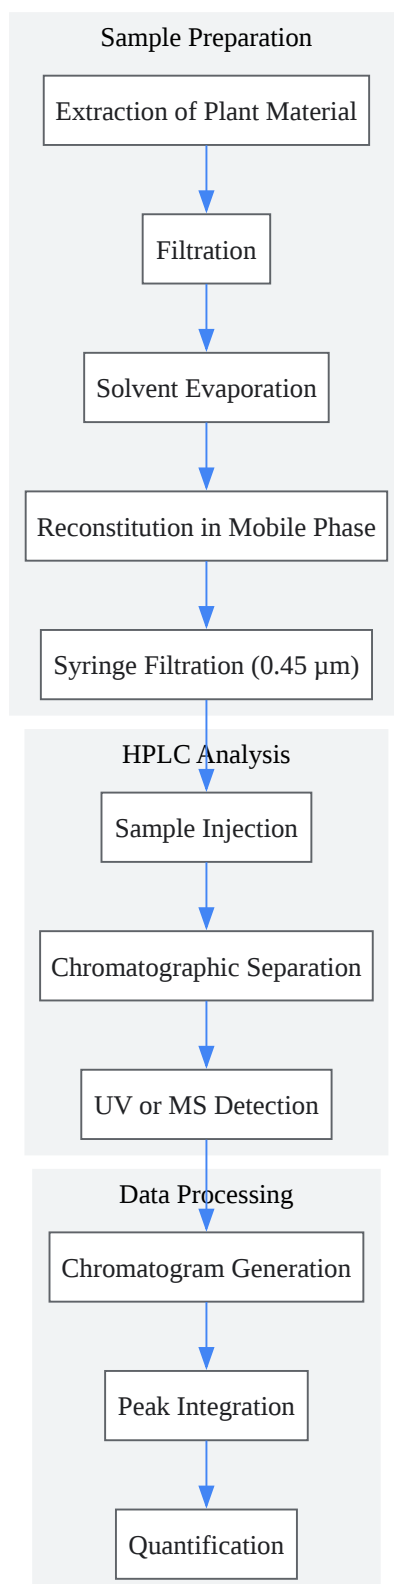 Sample Preparation
Extraction of Plant Material
Filtration
Solvent Evaporation
Reconstitution in Mobile Phase
Syringe Filtration (0.45 µm)
HPLC Analysis
Sample Injection
Chromatographic Separation
UV or MS Detection
Data Processing
Chromatogram Generation
Peak Integration
Quantification